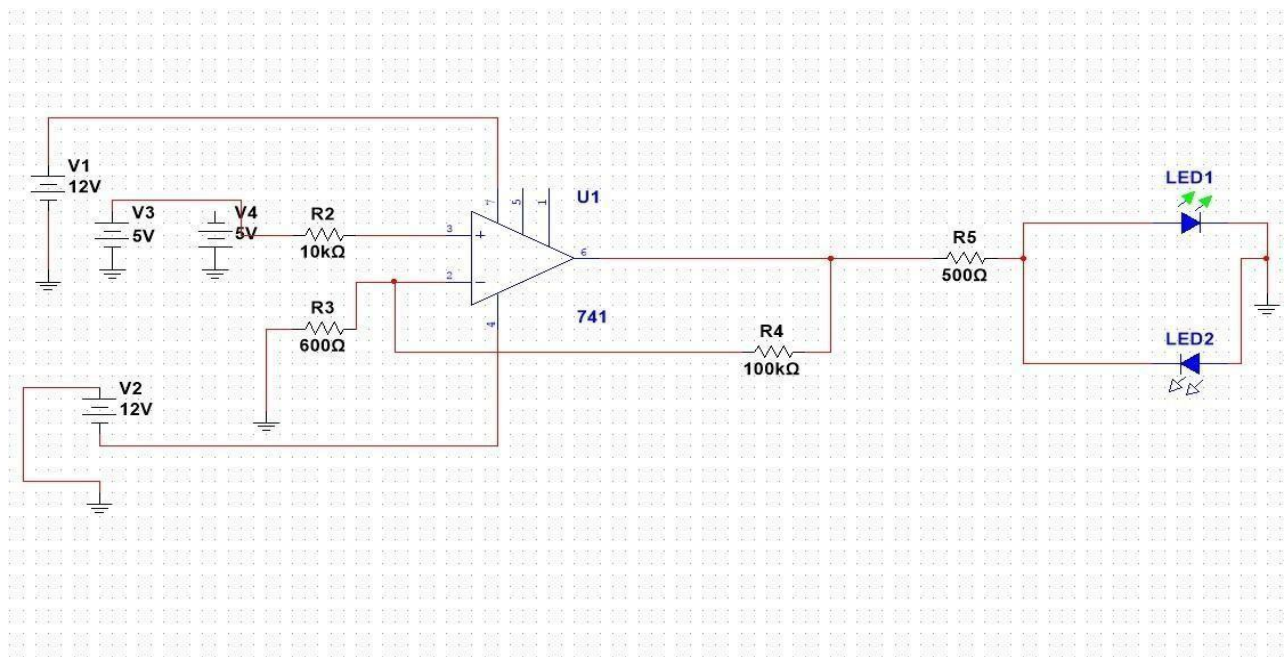 V1
12V
V3
5V
V4
5V
R2
10kΩ
3
2
7
5
1
4
6
U1
741
R3
600Ω
R4
100kΩ
R5
500Ω
LED1
LED2
V2
12V